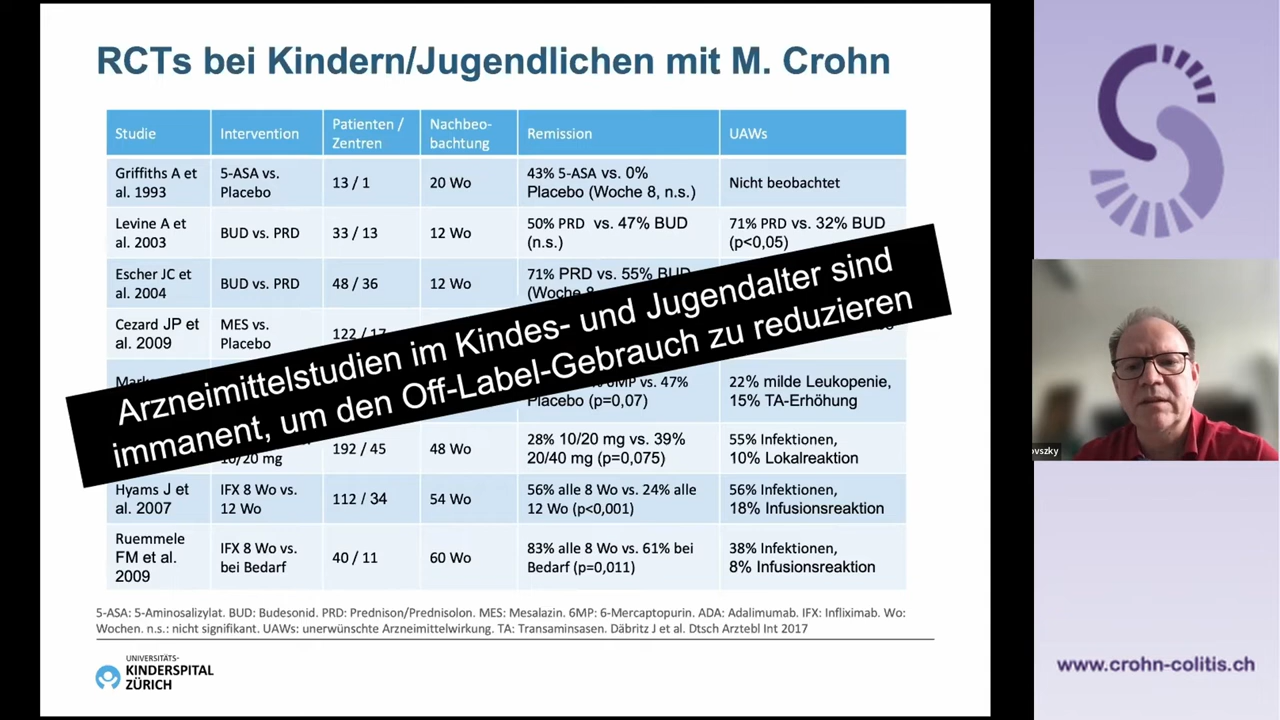 RCTs bei Kindern/Jugendlichen mit M. Crohn
Studie
Intervention
Patienten /
Zentren
Nachbeo-
bachtung
Remission
UAWs
Griffiths A et
al. 1993
5-ASA vs.
Placebo
13 / 1
20 Wo
43% 5-ASA vs. 0%
Placebo (Woche 8, n.s.)
Nicht beobachtet
Levine A et
al. 2003
BUD vs. PRD
33 / 13
12 Wo
50% PRD vs. 47% BUD
(n.s.)
71% PRD vs. 32% BUD
(p<0,05)
Escher JC et
al. 2004
BUD vs. PRD
48 / 36
12 Wo
71% PRD vs. 55% BUD
(Woche 8
Cezard JP et
al. 2009
MES vs.
Placebo
122 / 17
Arzneimittelstudien im Kindes- und Jugendalter sind
immanent, um den Off-Label-Gebrauch zu reduzieren
vs. 47%
Placebo (p=0,07)
22% milde Leukopenie,
15% TA-Erhöhung
10/20 mg
192 / 45
48 Wo
28% 10/20 mg vs. 39%
20/40 mg (p=0,075)
55% Infektionen,
10% Lokalreaktion
Hyams J et
al. 2007
IFX 8 Wo vs.
12 Wo
112 / 34
54 Wo
56% alle 8 Wo vs. 24% alle
12 Wo (p<0,001)
56% Infektionen,
18% Infusionsreaktion
Ruemmele
FM et al.
2009
IFX 8 Wo vs.
bei Bedarf
40 / 11
60 Wo
83% alle 8 Wo vs. 61% bei
Bedarf (p=0,011)
38% Infektionen,
8% Infusionsreaktion
5-ASA: 5-Aminosalizylat. BUD: Budesonid. PRD: Prednison/Prednisolon. MES: Mesalazin. 6MP: 6-Mercaptopurin. ADA: Adalimumab. IFX: Infliximab. Wo:
Wochen. n.s.: nicht signifikant. UAWs: unerwünschte Arzneimittelwirkung. TA: Transaminsasen. Däbritz J et al. Dtsch Arztebl Int 2017
UNIVERSITÄTS-
KINDERSPITAL
ZÜRICH
ovszky
www.crohn-colitis.ch